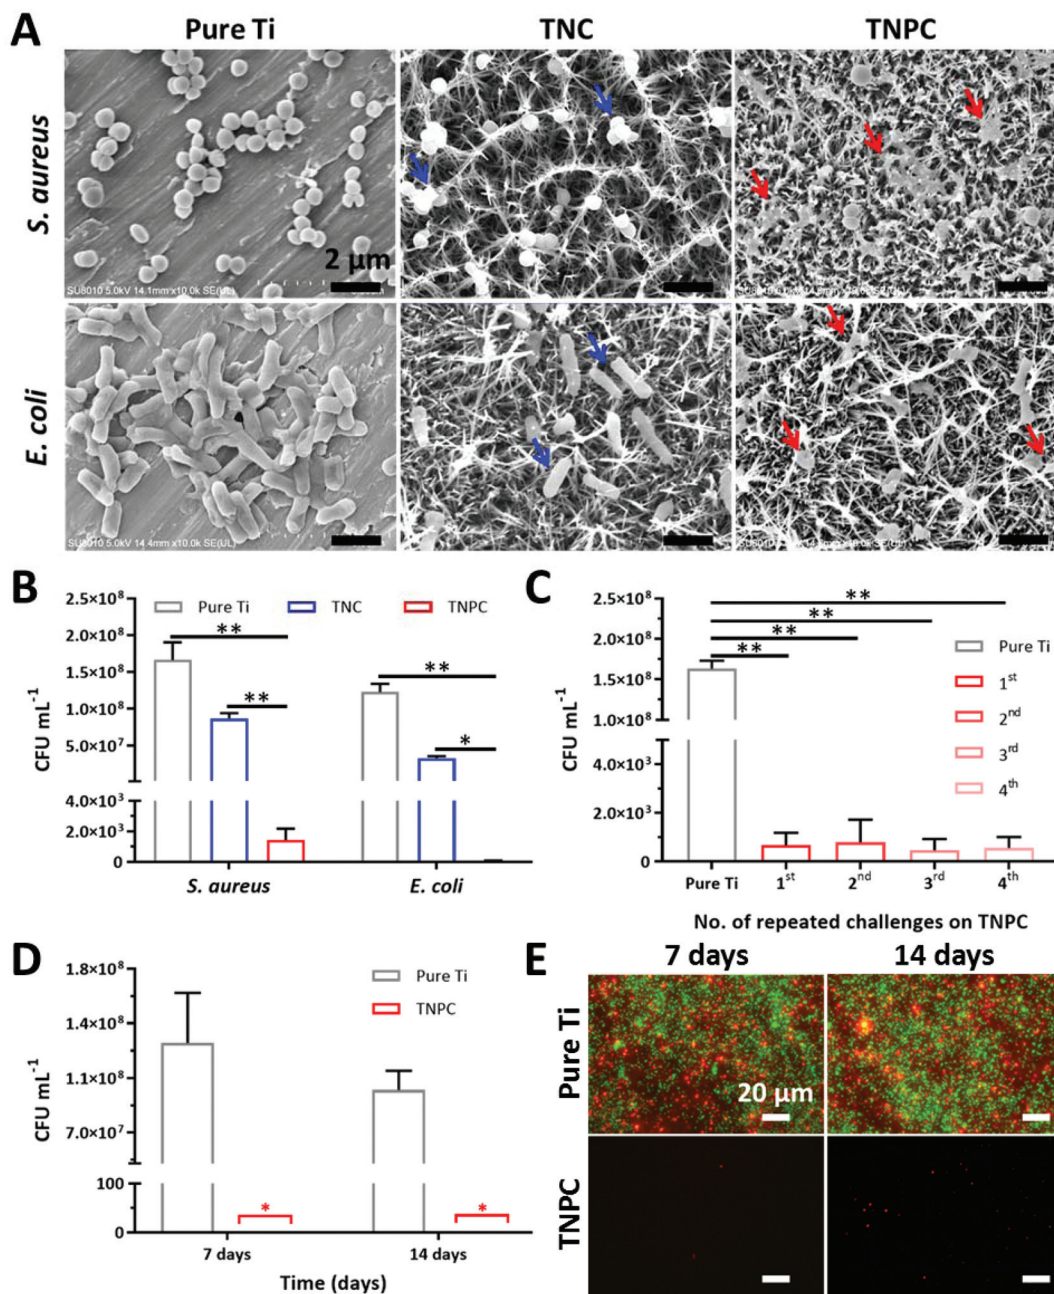 A
Pure Ti
TNC
TNPC
S. aureus
2 μm
SU8010 5.0kV 14.1mm x10.0k SE(UL)
E. coli
SU8010 5.0kV 14.4mm x10.0k SE(UL)
B
CFU mL⁻¹
2.5×10⁸
2.0×10⁸
1.5×10⁸
1.0×10⁸
5.0×10⁷
4.0×10³
2.0×10³
0
Pure Ti
TNC
TNPC
**
**
**
*
S. aureus
E. coli
C
CFU mL⁻¹
2.5×10⁸
2.0×10⁸
1.5×10⁸
1.0×10⁸
4.0×10³
2.0×10³
0
**
**
**
**
Pure Ti
1ˢᵗ
2ⁿᵈ
3ʳᵈ
4ᵗʰ
Pure Ti 1ˢᵗ 2ⁿᵈ 3ʳᵈ 4ᵗʰ
No. of repeated challenges on TNPC
D
CFU mL⁻¹
1.8×10⁸
1.4×10⁸
1.1×10⁸
7.0×10⁷
100
0
Pure Ti
TNPC
*
*
7 days
14 days
Time (days)
E
7 days
14 days
Pure Ti
20 μm
TNPC